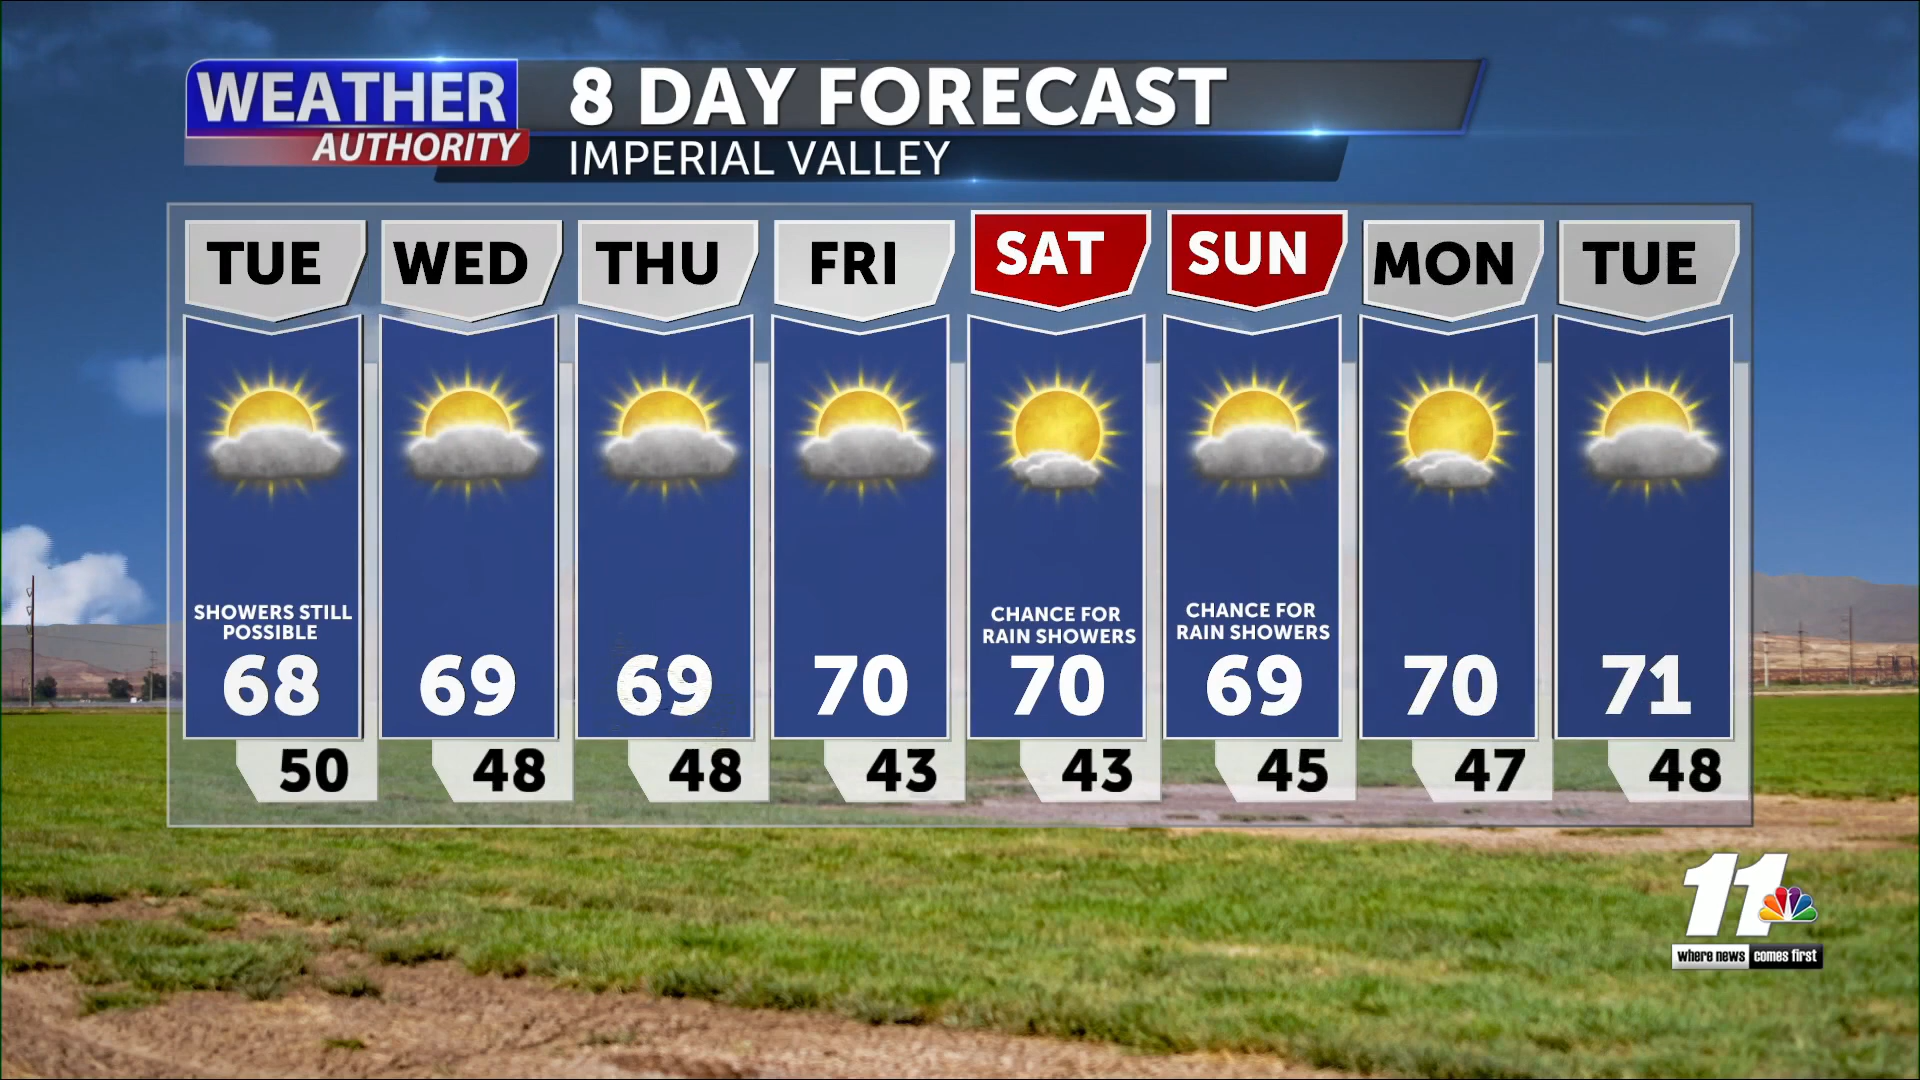 WEATHER
AUTHORITY
8 DAY FORECAST
IMPERIAL VALLEY
TUE WED THU FRI SAT SUN MON TUE
SHOWERS STILL
POSSIBLE
CHANCE FOR
RAIN SHOWERS
CHANCE FOR
RAIN SHOWERS
68 69 69 70 70 69 70 71
50 48 48 43 43 45 47 48
11
where news comes first